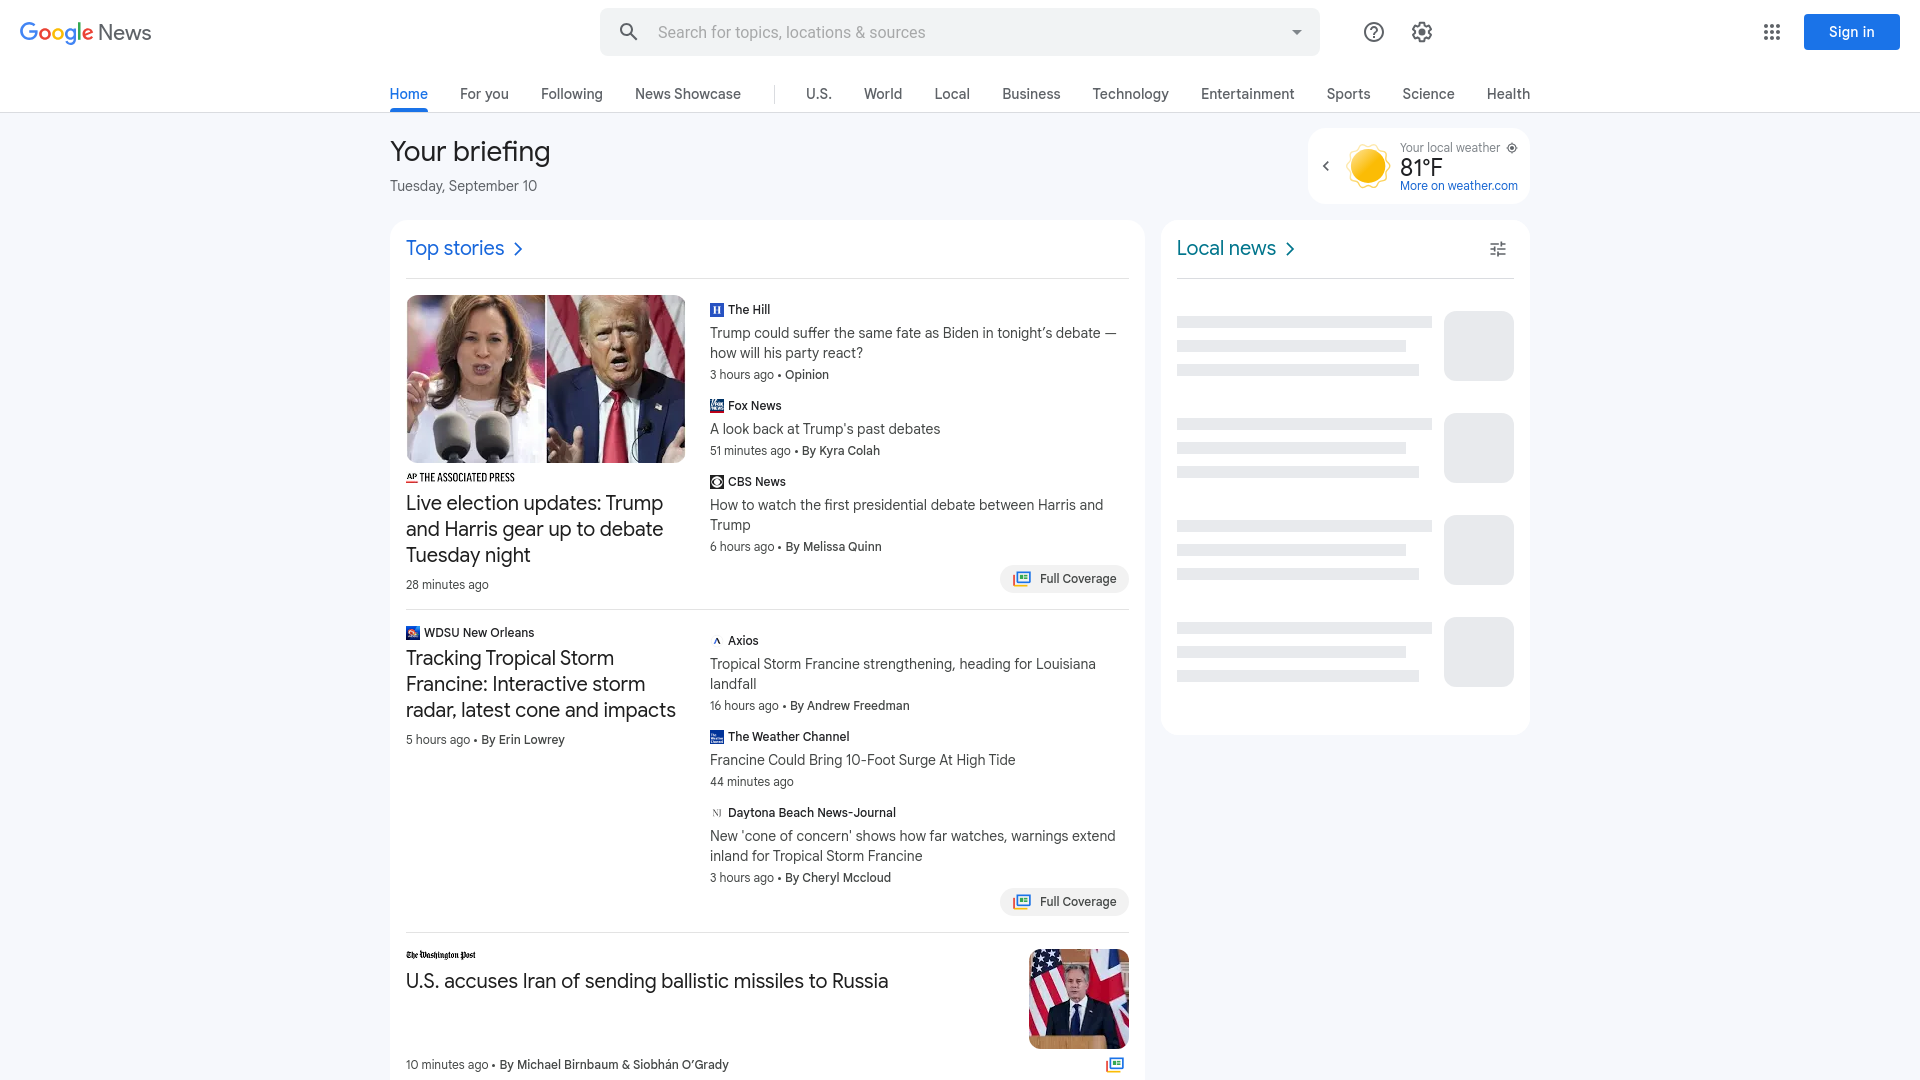 Google News
Search for topics, locations & sources
Sign in
Home
For you
Following
News Showcase
U.S.
World
Local
Business
Technology
Entertainment
Sports
Science
Health
Your briefing
Tuesday, September 10
Your local weather
81°F
More on weather.com
Top stories
THE ASSOCIATED PRESS
Live election updates: Trump
and Harris gear up to debate
Tuesday night
28 minutes ago
The Hill
Trump could suffer the same fate as Biden in tonight’s debate —
how will his party react?
3 hours ago • Opinion
Fox News
A look back at Trump's past debates
51 minutes ago • By Kyra Colah
CBS News
How to watch the first presidential debate between Harris and
Trump
6 hours ago • By Melissa Quinn
Full Coverage
WDSU New Orleans
Tracking Tropical Storm
Francine: Interactive storm
radar, latest cone and impacts
5 hours ago • By Erin Lowrey
Axios
Tropical Storm Francine strengthening, heading for Louisiana
landfall
16 hours ago • By Andrew Freedman
The Weather Channel
Francine Could Bring 10-Foot Surge At High Tide
44 minutes ago
Daytona Beach News-Journal
New 'cone of concern' shows how far watches, warnings extend
inland for Tropical Storm Francine
3 hours ago • By Cheryl Mccloud
Full Coverage
The Washington Post
U.S. accuses Iran of sending ballistic missiles to Russia
10 minutes ago • By Michael Birnbaum & Siobhán O’Grady
Local news